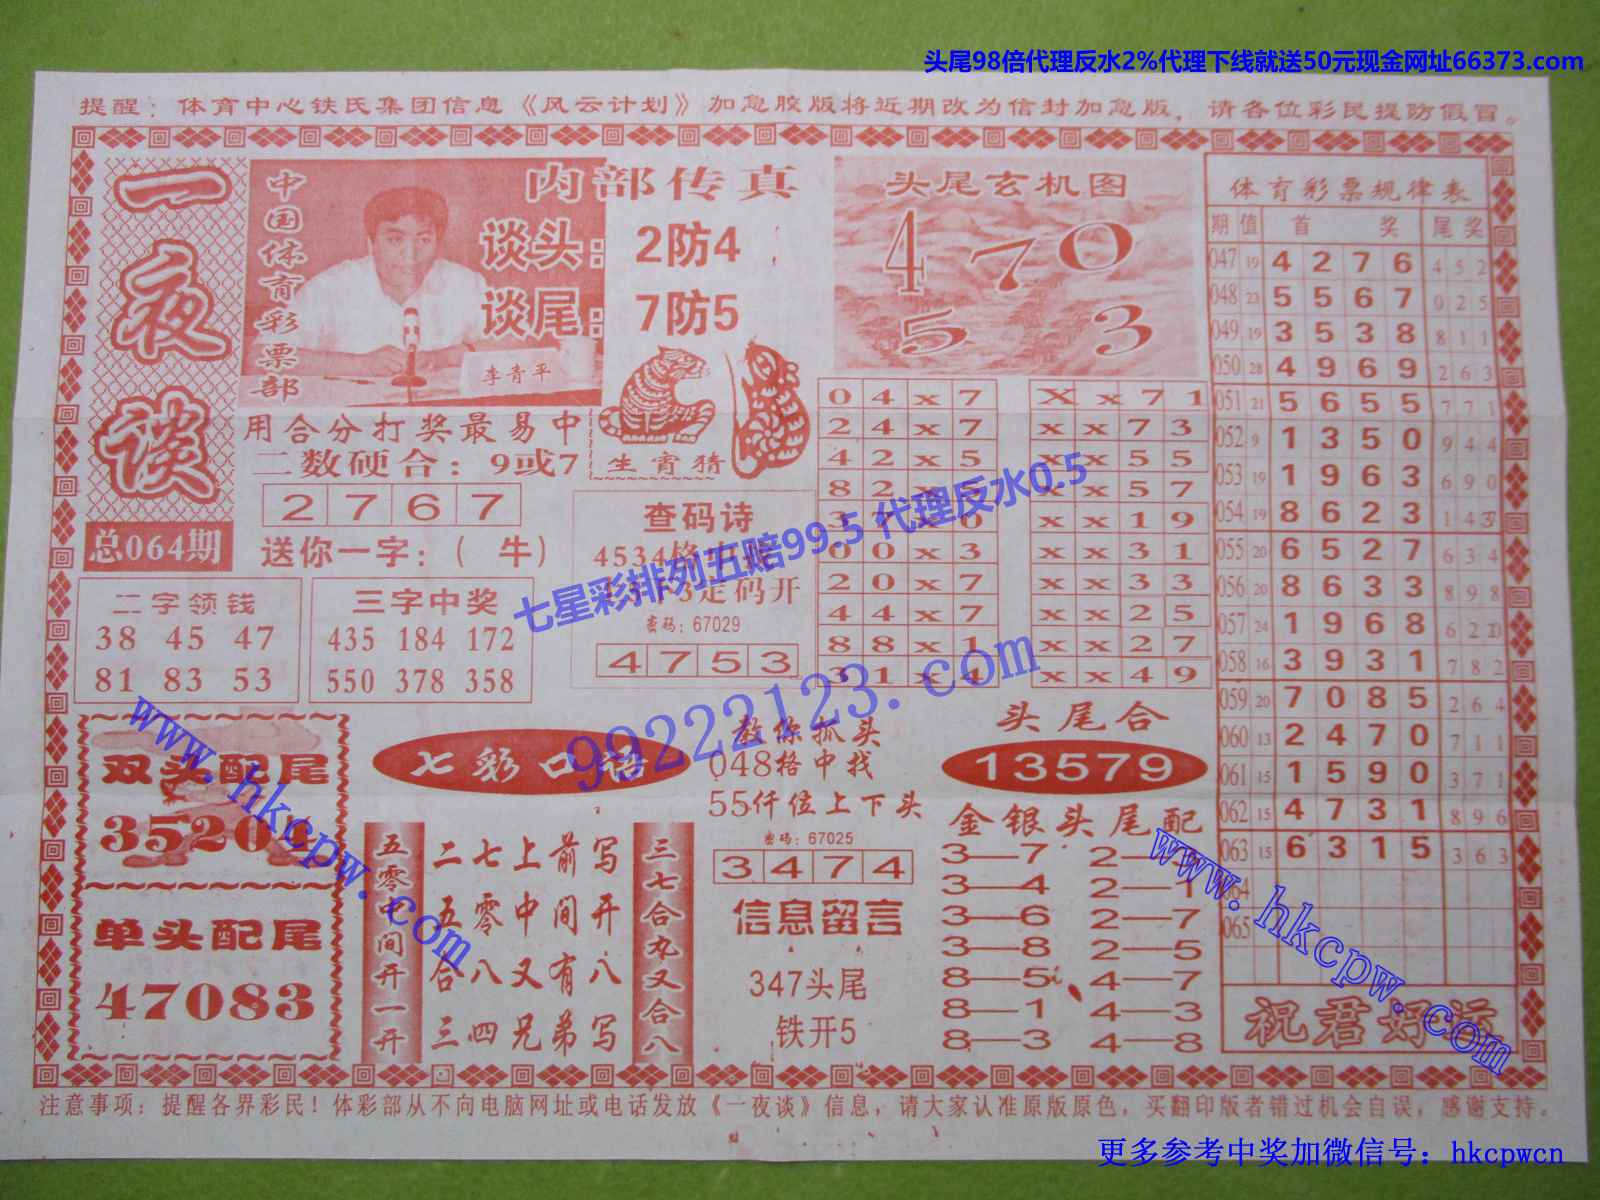 头尾98倍代理反水2%代理下线就送50元现金网址66373.com
提醒：体育中心铁氏集团信息《风云计划》加急胶版将近期改为信封加急版，请各位彩民提防假冒。
一夜谈
总064期
中国体育彩票部
内部传真
谈头：2防4
谈尾：7防5
李青平
用合分打奖最易中
二数硬合：9或7
2 7 6 7
送你一字：（ 牛）
生肖猜
头尾玄机图
4 7 0
5 3
二字领钱
38 45 47
81 83 53
三字中奖
435 184 172
550 378 358
查码诗
密码：67029
4 7 5 3
0 4 x 7
2 4 x 7
4 2 x 5
2 0 x 7
4 4 x 7
8 8 x 1
3 1 x 4
X x 7 1
x x 7 3
x x 5 5
x x 5 7
x x 1 9
x x 3 1
x x 3 3
x x 2 5
x x 2 7
x x 4 9
七星彩排列五赔99.5 代理反水0.5
99222123.com
www.hkcpw.com
双头配尾
单头配尾
47083
七彩口语
五零中间开一开
二七上前写
五零中间开
合八又有八
三四兄弟写
三七合丸又合八
教你抓头
048格中找
55仟位上下头
密码：67025
3 4 7 4
信息留言
347头尾
铁开5
头尾合
13579
金银头尾配
3—7
3—4 2—1
3—6 2—7
3—8 2—5
8—5 4—7
8—1 4—3
8—3 4—8
体育彩票规律表
期 值 首 奖 尾 奖
047 19 4 2 7 6 4 5 2
048 23 5 5 6 7 0 2 5
049 19 3 5 3 8 8 1 1
050 28 4 9 6 9 2 6 3
051 21 5 6 5 5 7 7 1
052 9 1 3 5 0 9 4 4
053 19 1 9 6 3 6 9 0
054 19 8 6 2 3 1 4
055 20 6 5 2 7 6 3 4
056 20 8 6 3 3 8 9 8
057 24 1 9 6 8 6 2
058 16 3 9 3 1 7 8 2
059 20 7 0 8 5 2 6 4
060 13 2 4 7 0 7 1 1
061 15 1 5 9 0 3 7 1
062 15 4 7 3 1 8 9 6
063 15 6 3 1 5 3 6 3
065
祝君好运
www.hkcpw.com
注意事项：提醒各界彩民！体彩部从不向电脑网址或电话发放《一夜谈》信息，请大家认准原版原色，买翻印版者错过机会自误，感谢支持。
更多参考中奖加微信号：hkcpwcn